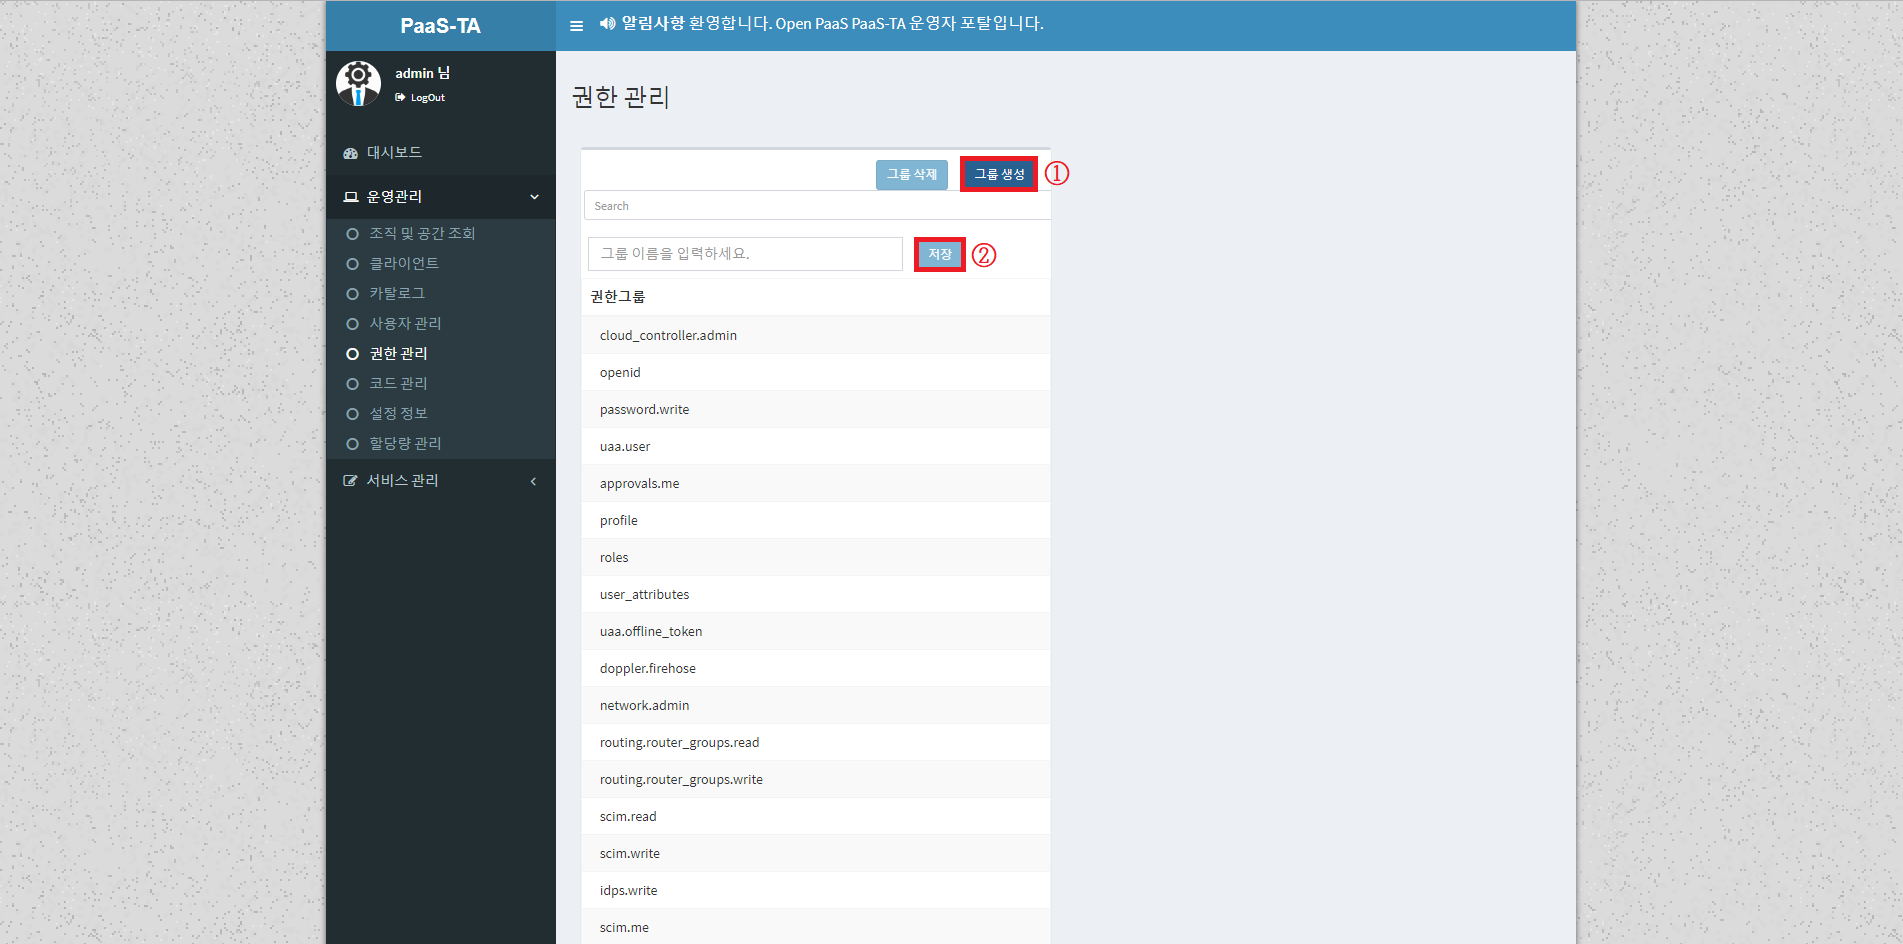 PaaS-TA
알림사항 환영합니다. Open PaaS PaaS-TA 운영자 포탈입니다.
admin 님
LogOut
대시보드
운영관리
조직 및 공간 조회
클라이언트
카탈로그
사용자 관리
권한 관리
코드 관리
설정 정보
할당량 관리
서비스 관리
권한 관리
그룹 삭제
그룹 생성
①
Search
그룹 이름을 입력하세요.
저장
②
권한그룹
cloud_controller.admin
openid
password.write
uaa.user
approvals.me
profile
roles
user_attributes
uaa.offline_token
doppler.firehose
network.admin
routing.router_groups.read
routing.router_groups.write
scim.read
scim.write
idps.write
scim.me